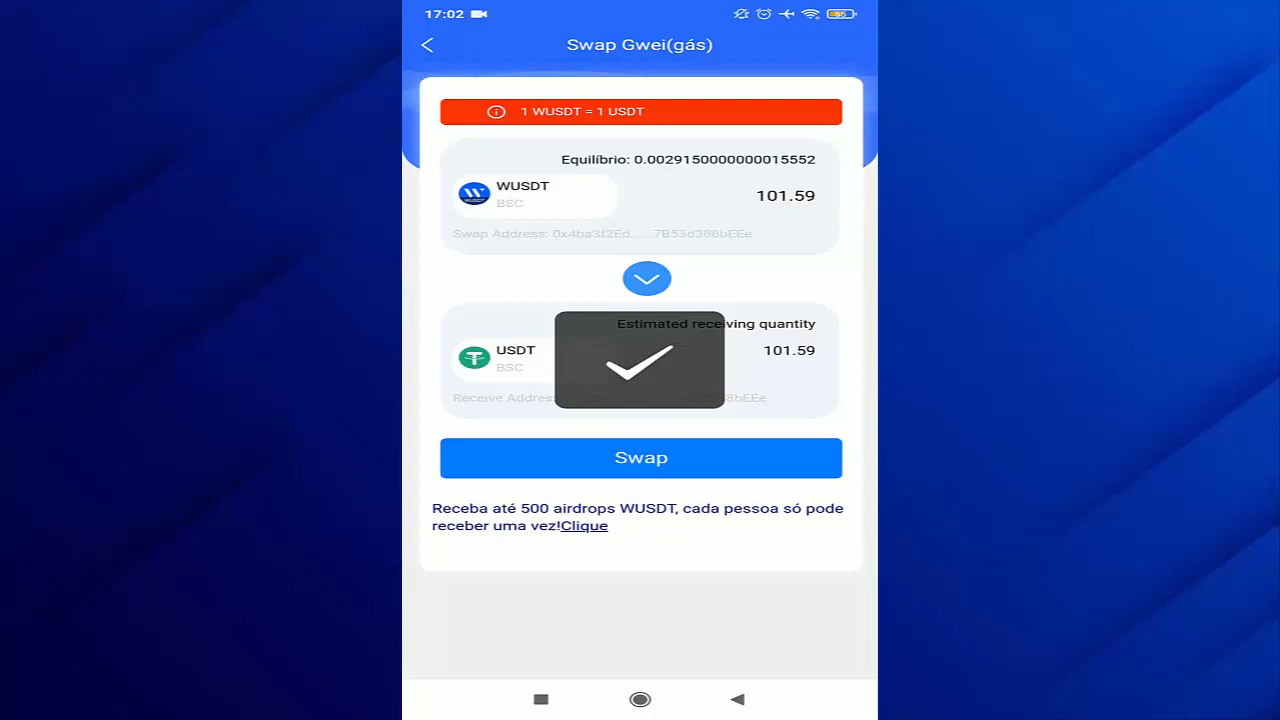 17:02
55
Swap Gwei(gás)
1 WUSDT = 1 USDT
Equilíbrio: 0.0029150000000015552
WUSDT
101.59
BSC
Swap Address: 0x4ba3f2Ed......7B53d388bEEe
Estimated receiving quantity
USDT
101.59
BSC
Receive Address
8bEEe
Swap
Receba até 500 airdrops WUSDT, cada pessoa só pode
receber uma vez!Clique